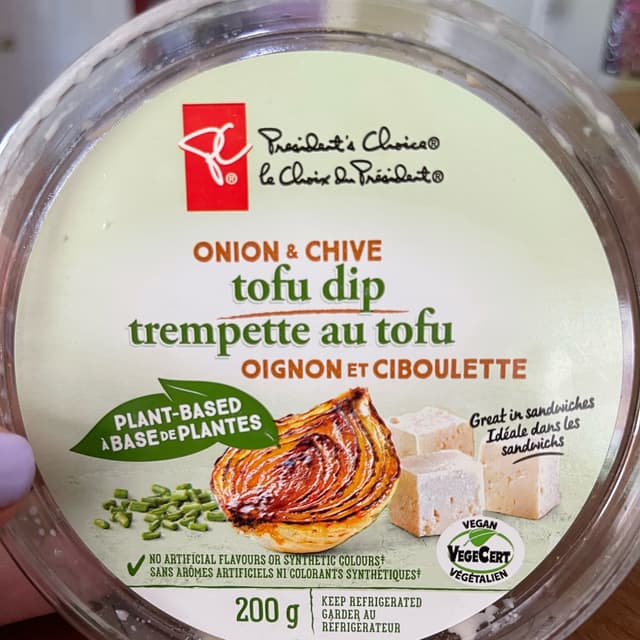 PC®
President's Choice®
le Choix du Président®
ONION & CHIVE
tofu dip
trempette au tofu
OIGNON ET CIBOULETTE
PLANT-BASED
À BASE DE PLANTES
Great in sandwiches
Idéale dans les
sandwichs
VEGAN
VEGECERT
VÉGÉTALIEN
NO ARTIFICIAL FLAVOURS OR SYNTHETIC COLOURS‡
SANS ARÔMES ARTIFICIELS NI COLORANTS SYNTHÉTIQUES‡
200 g
KEEP REFRIGERATED
GARDER AU
RÉFRIGÉRATEUR